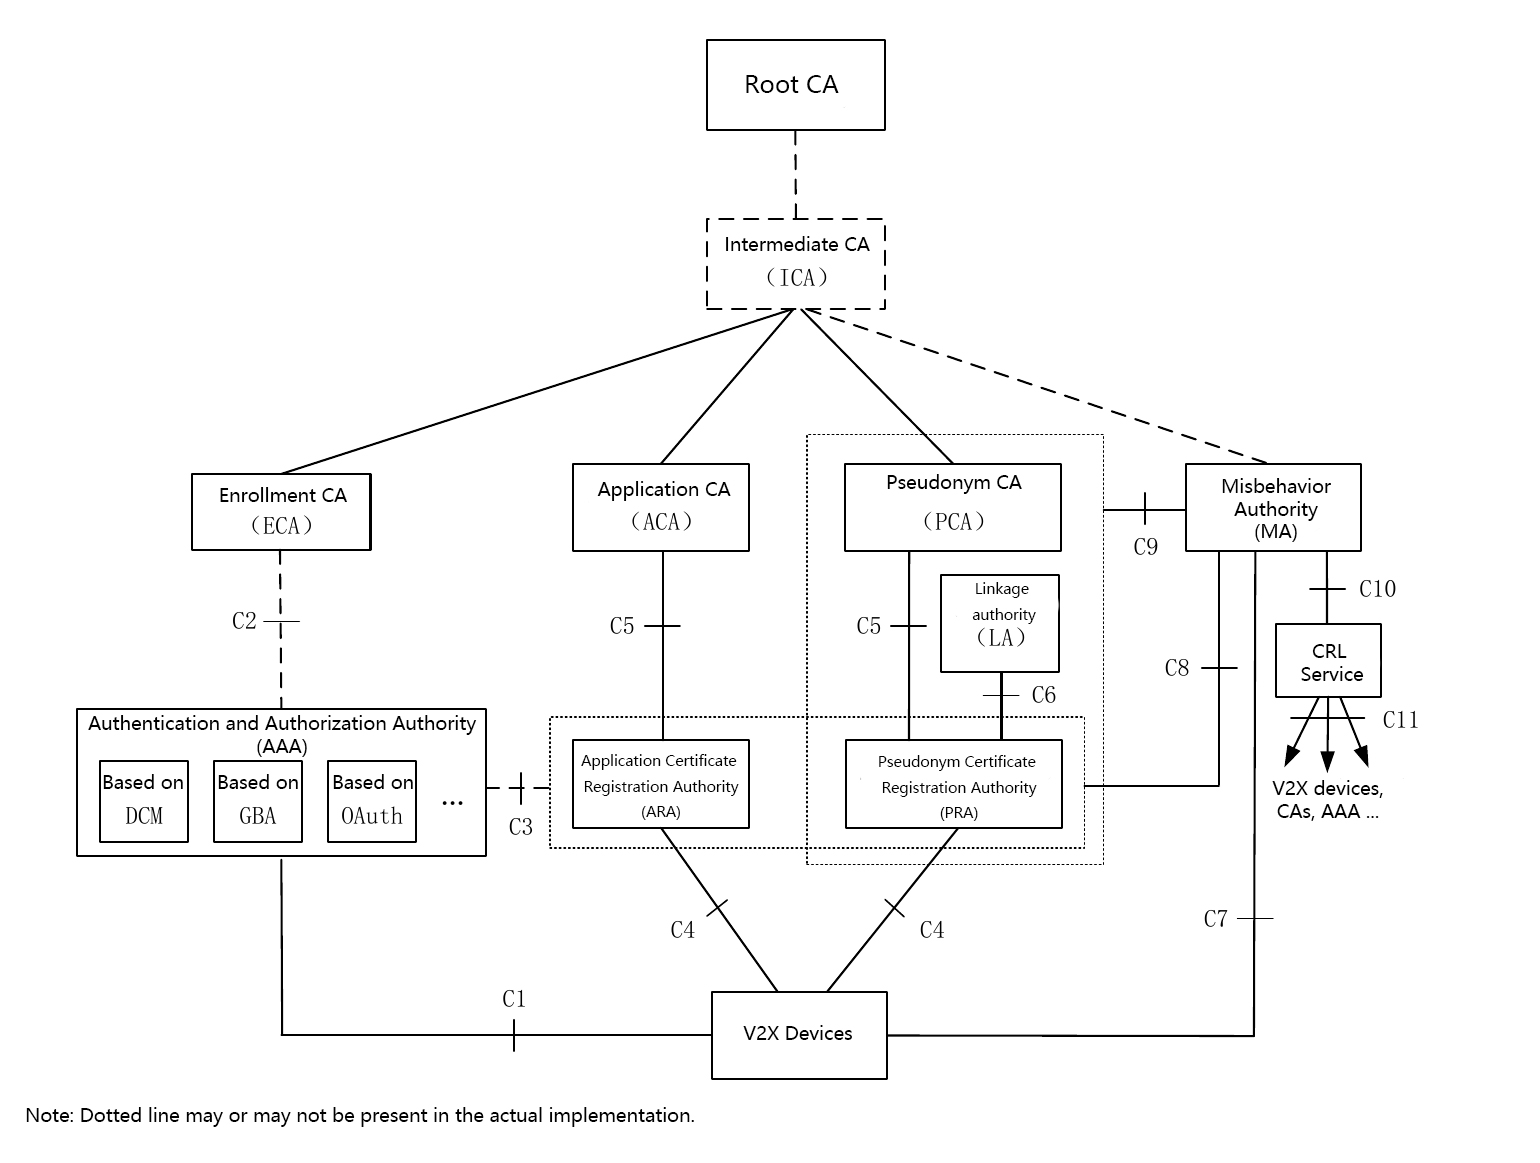 Root CA
Intermediate CA
（ICA）
Enrollment CA
（ECA）
Application CA
（ACA）
Pseudonym CA
（PCA）
Misbehavior
Authority
(MA)
C9
C2
C5
C5
Linkage
authority
（LA）
C6
C8
C10
CRL
Service
C11
V2X devices,
CAs, AAA ...
Authentication and Authorization Authority
(AAA)
Based on
DCM
Based on
GBA
Based on
OAuth
...
C3
Application Certificate
Registration Authority
(ARA)
Pseudonym Certificate
Registration Authority
(PRA)
C4
C4
C7
C1
V2X Devices
Note: Dotted line may or may not be present in the actual implementation.